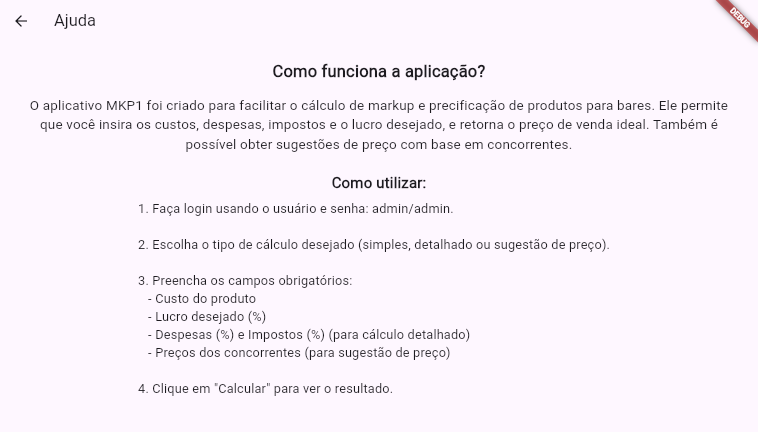 Ajuda
DEBUG
Como funciona a aplicação?
O aplicativo MKP1 foi criado para facilitar o cálculo de markup e precificação de produtos para bares. Ele permite
que você insira os custos, despesas, impostos e o lucro desejado, e retorna o preço de venda ideal. Também é
possível obter sugestões de preço com base em concorrentes.
Como utilizar:
1. Faça login usando o usuário e senha: admin/admin.
2. Escolha o tipo de cálculo desejado (simples, detalhado ou sugestão de preço).
3. Preencha os campos obrigatórios:
- Custo do produto
- Lucro desejado (%)
- Despesas (%) e Impostos (%) (para cálculo detalhado)
- Preços dos concorrentes (para sugestão de preço)
4. Clique em "Calcular" para ver o resultado.